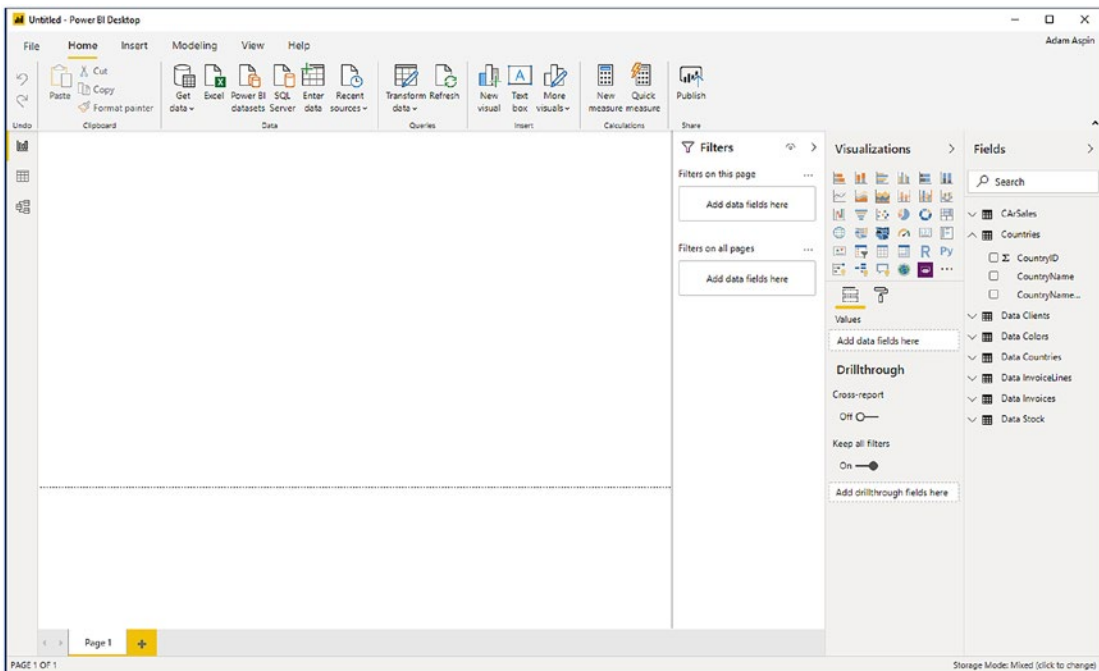 Untitled - Power BI Desktop
Adam Aspin
File Home Insert Modeling View Help
Paste
Cut
Copy
Format painter
Get data
Excel
Power BI datasets
SQL Server
Enter data
Recent sources
Transform data
Refresh
New visual
Text box
More visuals
New measure
Quick measure
Publish
Undo Clipboard Data Queries Insert Calculations Share
Filters
Filters on this page ...
Add data fields here
Filters on all pages ...
Add data fields here
Visualizations
R Py
...
Values
Add data fields here
Drillthrough
Cross-report
Off
Keep all filters
On
Add drillthrough fields here
Fields
Search
CArSales
Countries
Σ CountryID
CountryName
CountryName...
Data Clients
Data Colors
Data Countries
Data InvoiceLines
Data Invoices
Data Stock
Page 1 +
PAGE 1 OF 1
Storage Mode: Mixed (click to change)